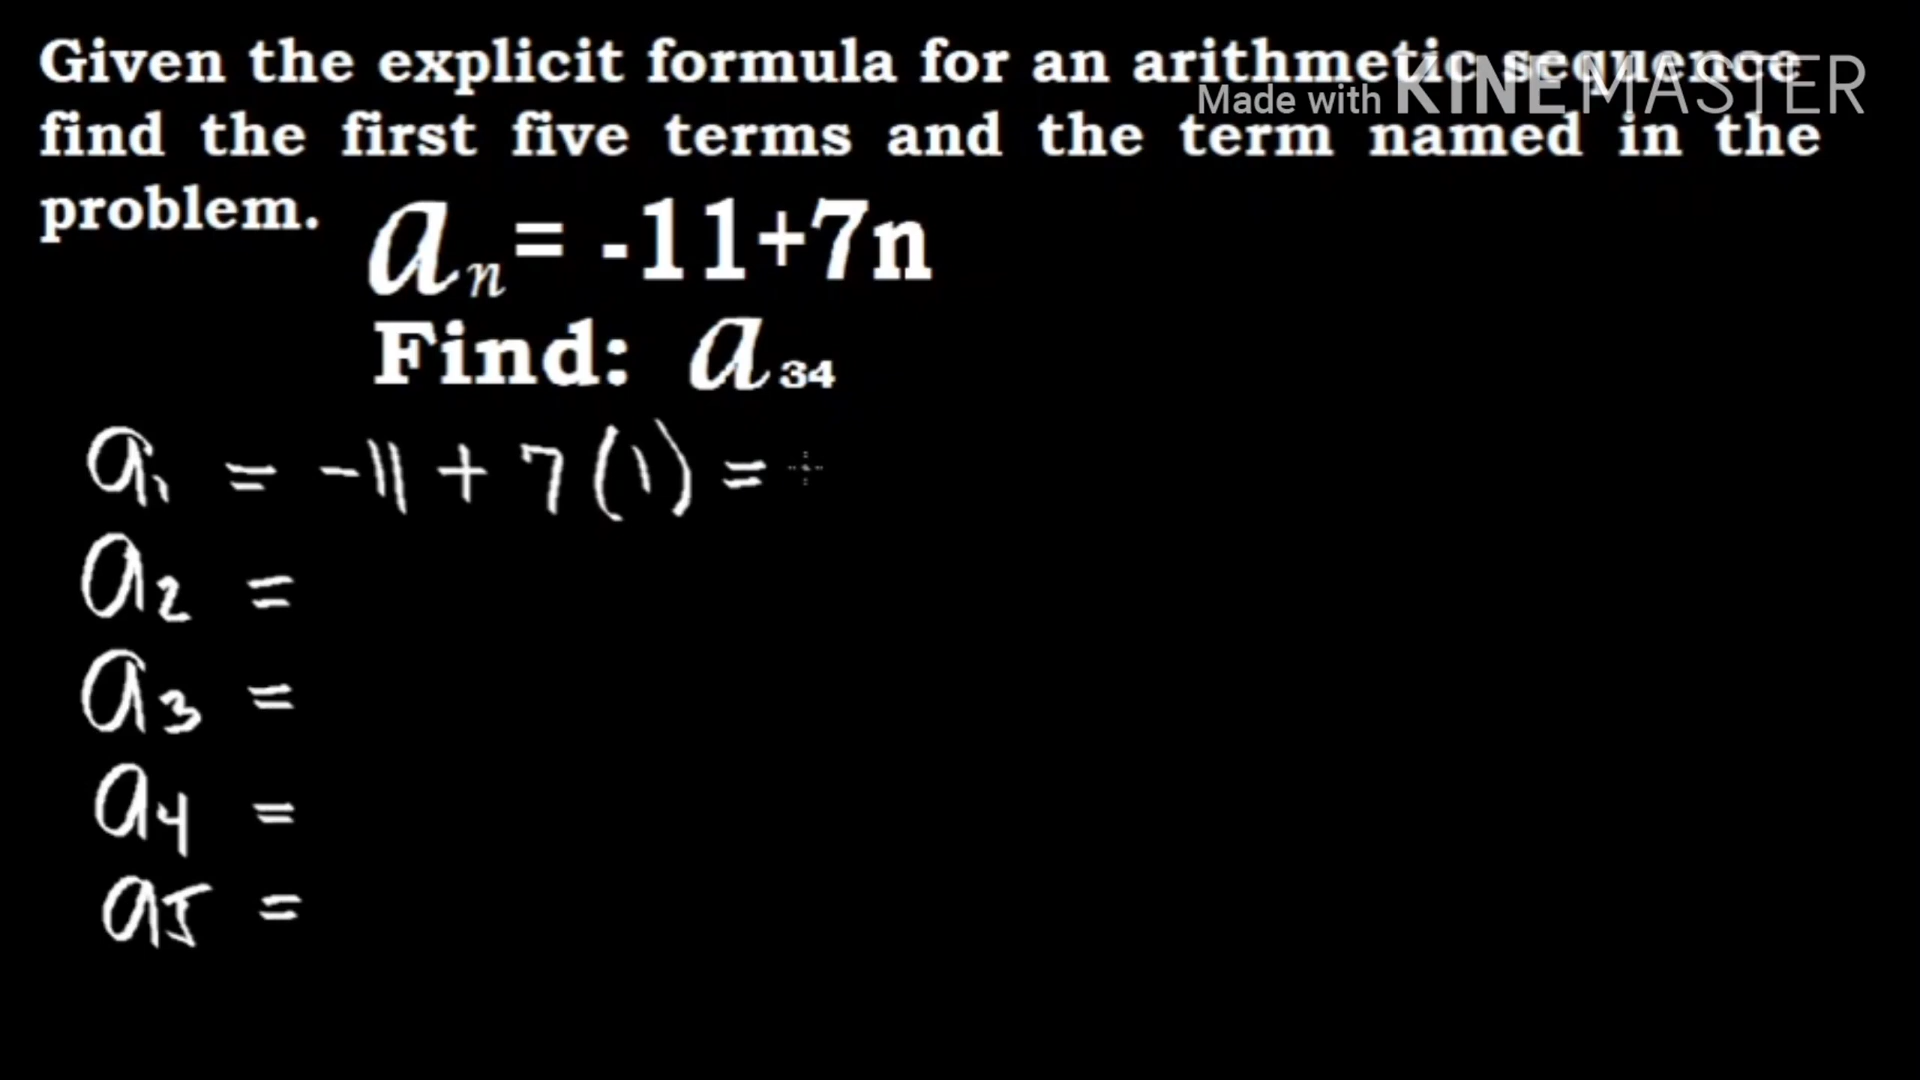 Given the explicit formula for an arithmetic sequence
Made with KINEMASTER
find the first five terms and the term named in the
problem.
aₙ = -11+7n
Find: a₃₄
a₁ = -11 + 7 (1) =
a₂ =
a₃ =
a₄ =
a₅ =